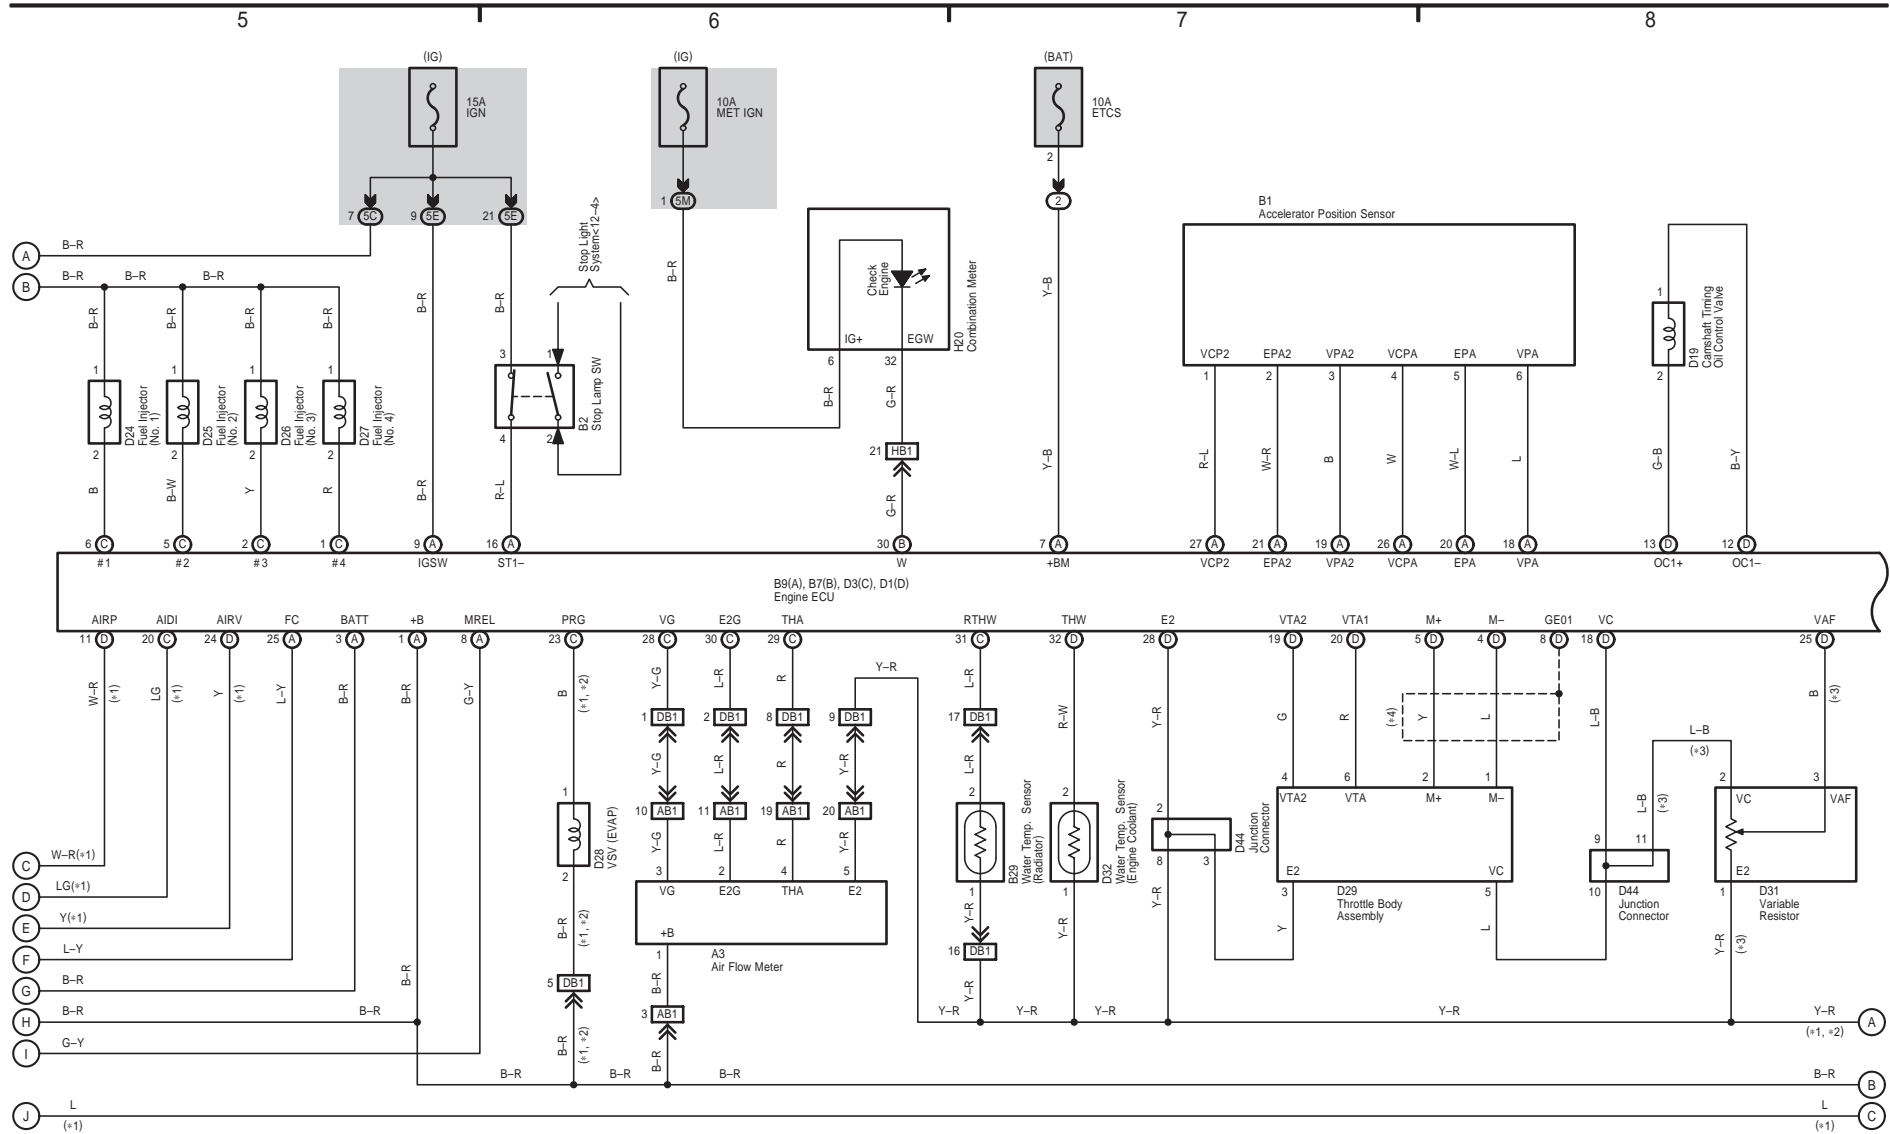 5
6
7
8
(IG)
(IG)
(BAT)
15A
IGN
10A
MET IGN
10A
ETCS
2
7 5C
9 5E
21 5E
1 5M
2
Stop Light
System<12–4>
B1
Accelerator Position Sensor
A
B–R
B
B–R
B–R
B–R
B–R
B–R
B–R
B–R
B–R
B–R
B–R
Y–B
Check
Engine
IG+
EGW
H20
Combination Meter
6
32
VCP2
EPA2
VPA2
VCPA
EPA
VPA
1
2
3
4
5
6
1
2
D19
Camshaft Timing
Oil Control Valve
1
1
1
1
D24
Fuel Injector
(No. 1)
D25
Fuel Injector
(No. 2)
D26
Fuel Injector
(No. 3)
D27
Fuel Injector
(No. 4)
2
2
2
2
3
1
4
2
B2
Stop Lamp SW
B–R
G–R
21 HB1
B
B–W
Y
R
B–R
R–L
G–R
Y–B
R–L
W–R
B
W
W–L
L
G–B
B–Y
6 C
5 C
2 C
1 C
9 A
16 A
30 B
7 A
27 A
21 A
19 A
26 A
20 A
18 A
13 D
12 D
#1
#2
#3
#4
IGSW
ST1–
W
+BM
VCP2
EPA2
VPA2
VCPA
EPA
VPA
OC1+
OC1–
B9(A), B7(B), D3(C), D1(D)
Engine ECU
AIRP
AIDI
AIRV
FC
BATT
+B
MREL
PRG
VG
E2G
THA
RTHW
THW
E2
VTA2
VTA1
M+
M–
GE01
VC
VAF
11 D
20 C
24 D
25 A
3 A
1 A
8 A
23 C
28 C
30 C
29 C
31 C
32 D
28 D
19 D
20 D
5 D
4 D
8 D
18 D
25 D
W–R
(*1)
LG
(*1)
Y
(*1)
L–Y
B–R
B–R
G–Y
B
(*1, *2)
Y–G
L–R
R
Y–R
L–R
R–W
Y–R
G
R
(*4)
Y
L
L–B
L–B
(*3)
B
(*3)
1 DB1
2 DB1
8 DB1
9 DB1
17 DB1
Y–G
L–R
R
Y–R
L–R
10 AB1
11 AB1
19 AB1
20 AB1
Y–G
L–R
R
Y–R
1
2
D28
VSV (EVAP)
3
2
4
5
VG
E2G
THA
E2
+B
1
A3
Air Flow Meter
2
1
B29
Water Temp. Sensor
(Radiator)
2
1
D32
Water Temp. Sensor
(Engine Coolant)
2
8
3
D44
Junction
Connector
4
6
2
1
VTA2
VTA
M+
M–
E2
VC
3
5
D29
Throttle Body
Assembly
L–B
(*3)
9
11
10
D44
Junction
Connector
2
3
VC
VAF
E2
1
D31
Variable
Resistor
C
W–R(*1)
D
LG(*1)
E
Y(*1)
F
L–Y
G
B–R
H
B–R
B–R
I
G–Y
J
L
(*1)
B–R
B–R
(*1, *2)
5 DB1
B–R
(*1, *2)
B–R
3 AB1
B–R
Y–R
16 DB1
Y–R
Y–R
Y–R
Y
L
Y–R
(*3)
Y–R
Y–R
Y–R
Y–R
Y–R
(*1, *2)
A
B–R
B–R
B–R
B–R
B
L
(*1)
C